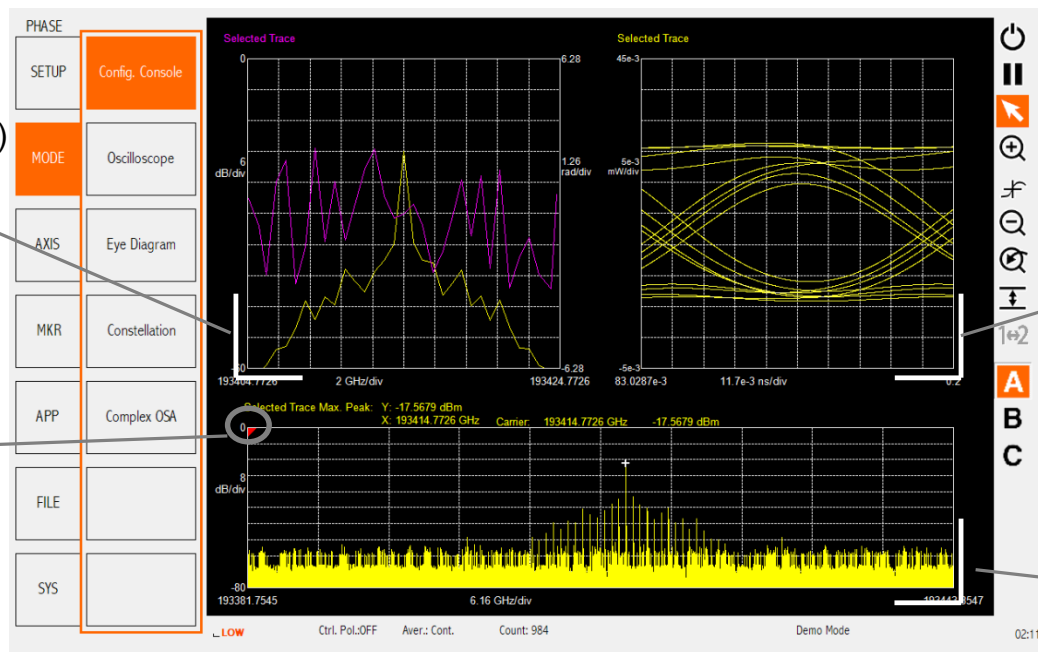 PHASE
SETUP
MODE
AXIS
MKR
APP
FILE
SYS
Config. Console
Oscilloscope
Eye Diagram
Constellation
Complex OSA
)
Selected Trace
0
6.28
6
dB/div
1.26
rad/div
-6.28
2 GHz/div
193424.7726
Selected Trace
45e-3
5e-3
mW/div
-5e-3
83.0287e-3
11.7e-3 ns/div
0.2
Selected Trace Max. Peak: Y: -17.5679 dBm
X: 193414.7726 GHz Carrier: 193414.7726 GHz -17.5679 dBm
0
8
dB/div
-80
193381.7545
6.16 GHz/div
LOW
Ctrl. Pol.:OFF
Aver.: Cont.
Count: 984
Demo Mode
02:11
1⇔2
A
B
C